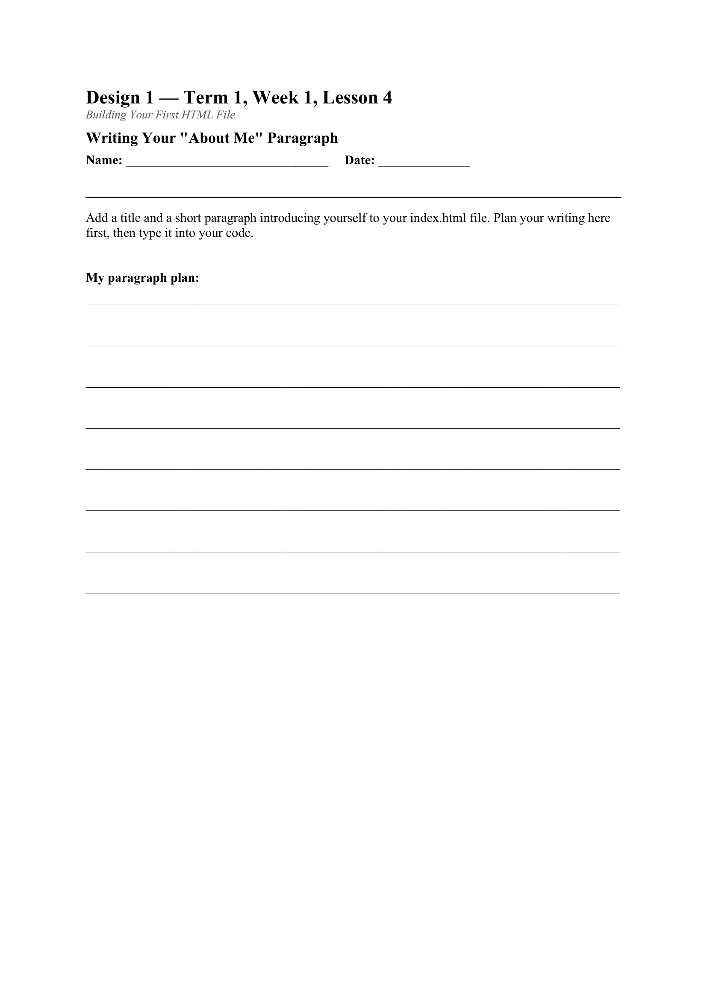 Design 1 — Term 1, Week 1, Lesson 4
Building Your First HTML File
Writing Your "About Me" Paragraph
Name: _______________________________ Date: ______________
Add a title and a short paragraph introducing yourself to your index.html file. Plan your writing here
first, then type it into your code.
My paragraph plan: